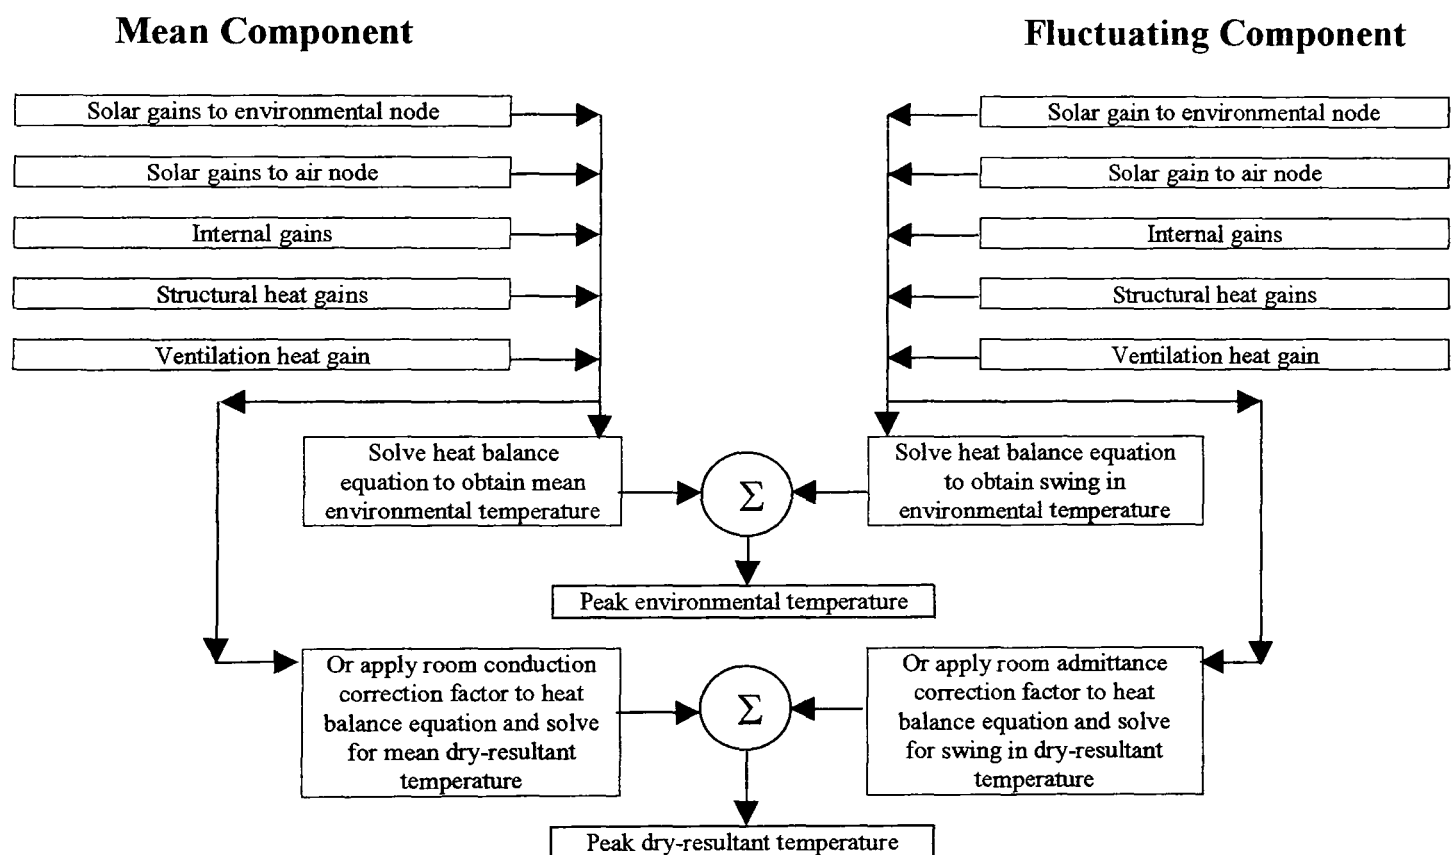 Mean Component
Fluctuating Component
Solar gains to environmental node
Solar gain to environmental node
Solar gains to air node
Solar gain to air node
Internal gains
Internal gains
Structural heat gains
Structural heat gains
Ventilation heat gain
Ventilation heat gain
Solve heat balance
equation to obtain mean
environmental temperature
Σ
Solve heat balance equation
to obtain swing in
environmental temperature
Peak environmental temperature
Or apply room conduction
correction factor to heat
balance equation and solve
for mean dry-resultant
temperature
Σ
Or apply room admittance
correction factor to heat
balance equation and solve
for swing in dry-resultant
temperature
Peak dry-resultant temperature